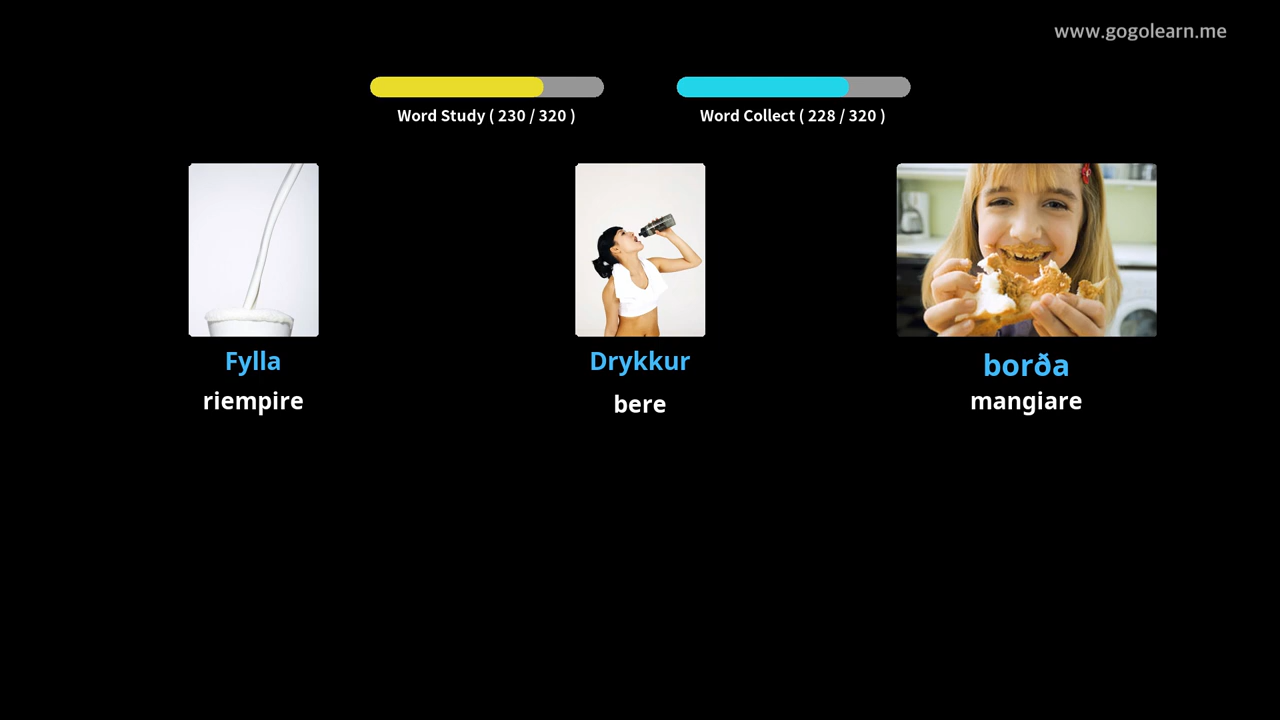 www.gogolearn.me
Word Study ( 230 / 320 )
Word Collect ( 228 / 320 )
Fylla
riempire
Drykkur
bere
borða
mangiare